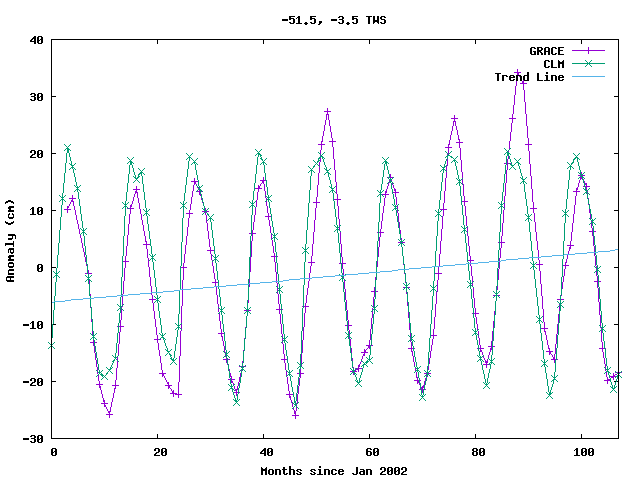 -51.5, -3.5 TWS
GRACE
CLM
Trend Line
40
30
20
10
0
-10
-20
-30
Anomaly (cm)
0 20 40 60 80 100
Months since Jan 2002